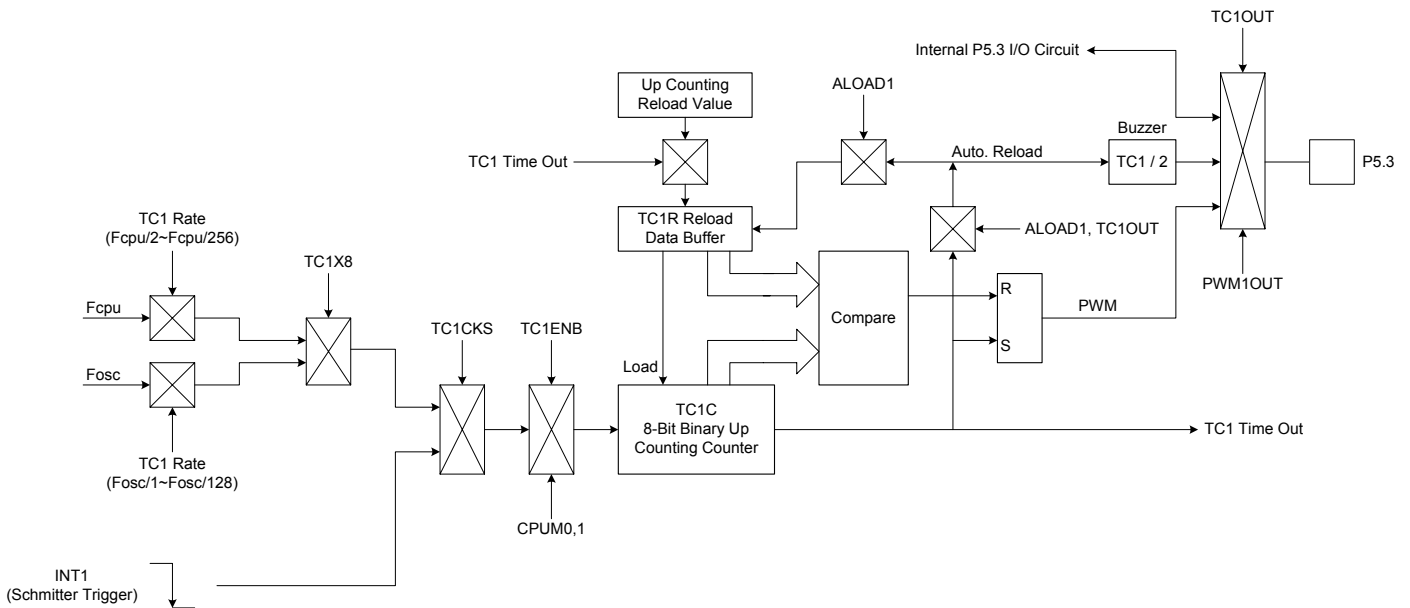 TC1OUT
Internal P5.3 I/O Circuit
Up Counting
Reload Value
ALOAD1
Buzzer
TC1 Time Out
Auto. Reload
TC1 / 2
P5.3
TC1 Rate
(Fcpu/2~Fcpu/256)
TC1R Reload
Data Buffer
ALOAD1, TC1OUT
TC1X8
PWM1OUT
R
PWM
Fcpu
Compare
TC1CKS
TC1ENB
S
Load
Fosc
TC1C
8-Bit Binary Up
Counting Counter
TC1 Time Out
TC1 Rate
(Fosc/1~Fosc/128)
CPUM0,1
INT1
(Schmitter Trigger)